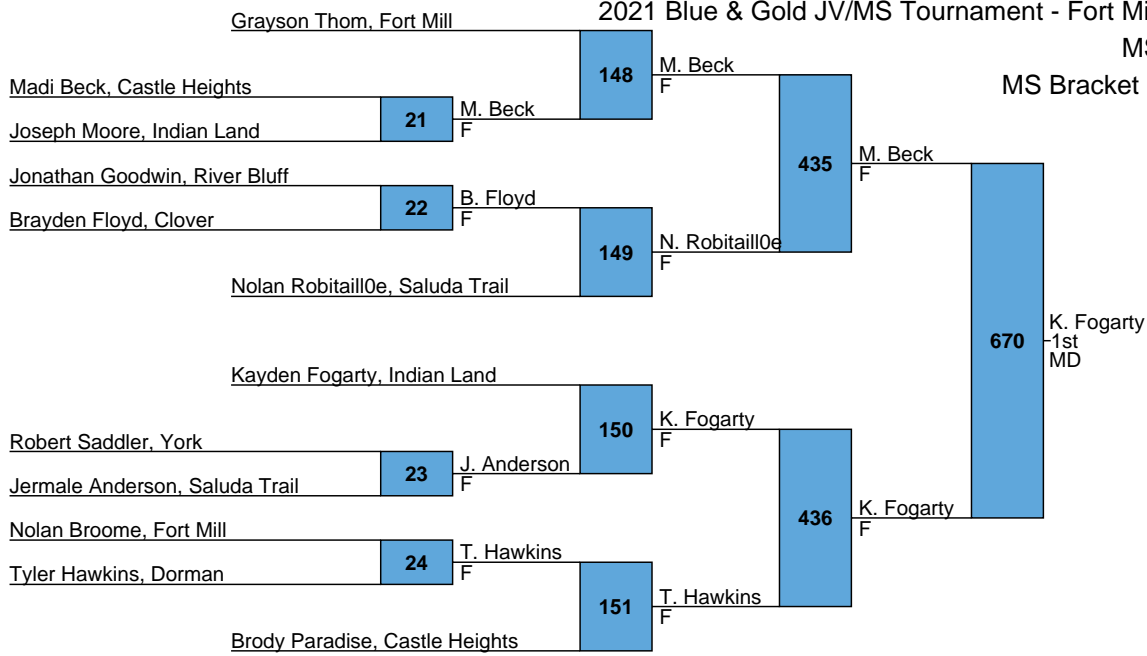 2021 Blue & Gold JV/MS Tournament - Fort Mi
MS
MS Bracket
Grayson Thom, Fort Mill
148
M. Beck
F
Madi Beck, Castle Heights
21
M. Beck
F
Joseph Moore, Indian Land
435
M. Beck
F
Jonathan Goodwin, River Bluff
22
B. Floyd
F
Brayden Floyd, Clover
149
N. Robitaill0e
F
Nolan Robitaill0e, Saluda Trail
670
K. Fogarty
1st
MD
Kayden Fogarty, Indian Land
150
K. Fogarty
F
Robert Saddler, York
23
J. Anderson
F
Jermale Anderson, Saluda Trail
436
K. Fogarty
F
Nolan Broome, Fort Mill
24
T. Hawkins
F
Tyler Hawkins, Dorman
151
T. Hawkins
F
Brody Paradise, Castle Heights